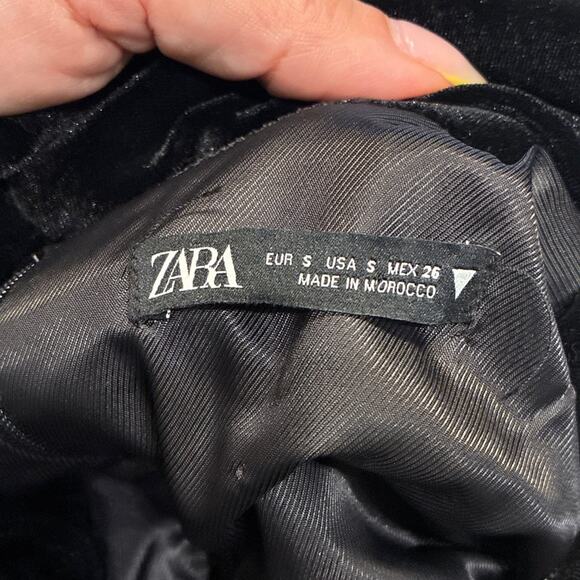 ZARA
EUR S USA S MEX 26
MADE IN MOROCCO